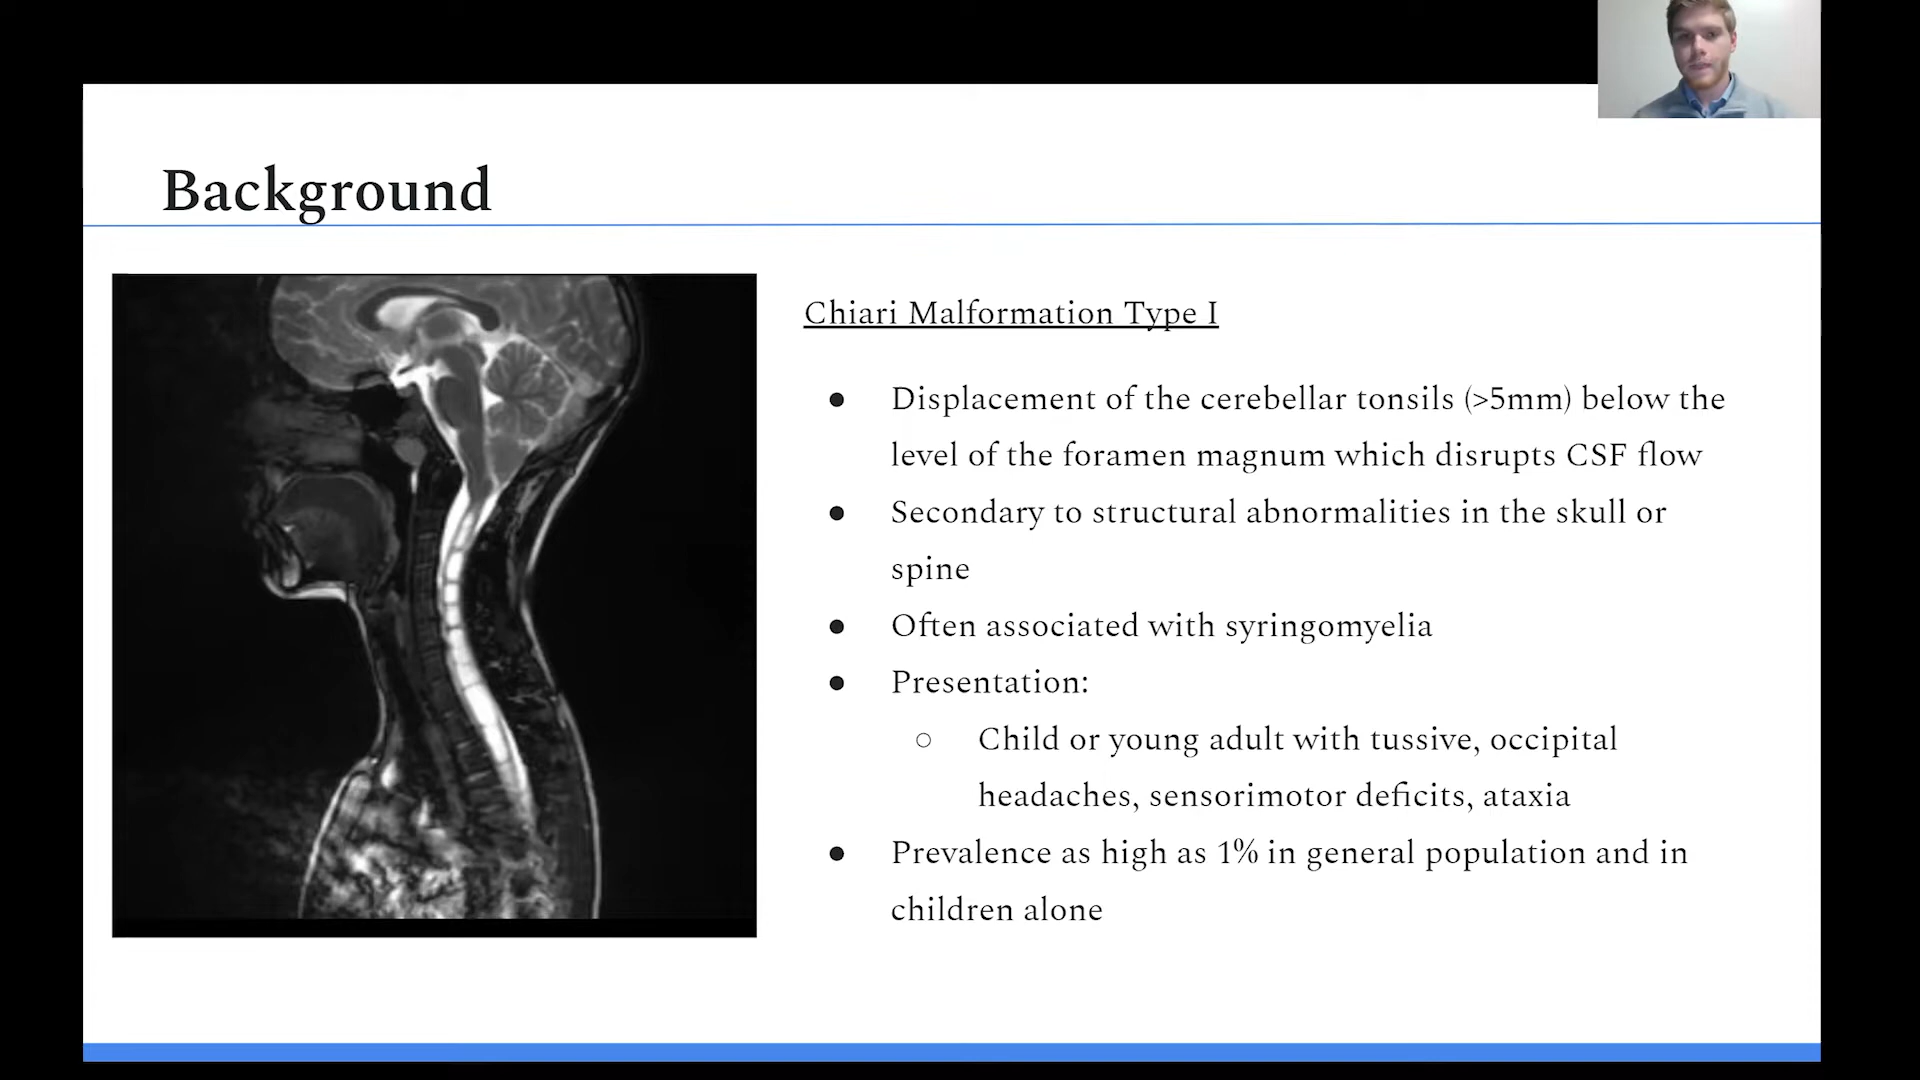 Background
Chiari Malformation Type I
● Displacement of the cerebellar tonsils (>5mm) below the
level of the foramen magnum which disrupts CSF flow
● Secondary to structural abnormalities in the skull or
spine
● Often associated with syringomyelia
● Presentation:
○ Child or young adult with tussive, occipital
headaches, sensorimotor deficits, ataxia
● Prevalence as high as 1% in general population and in
children alone